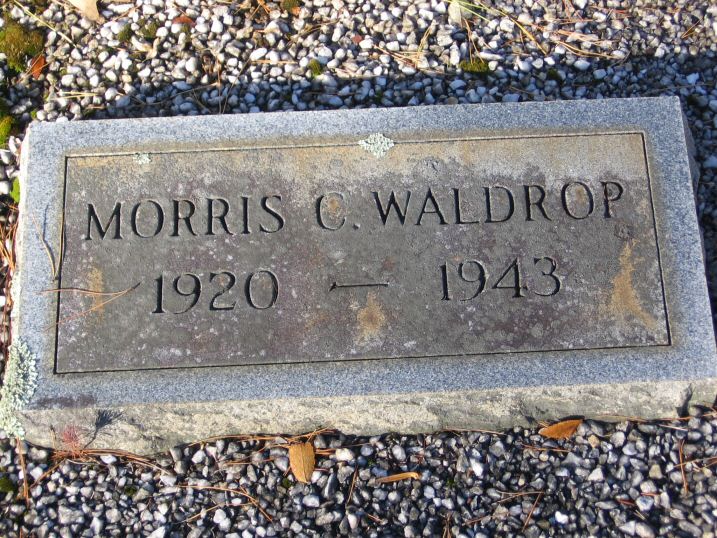 MORRIS C. WALDROP
1920 — 1943